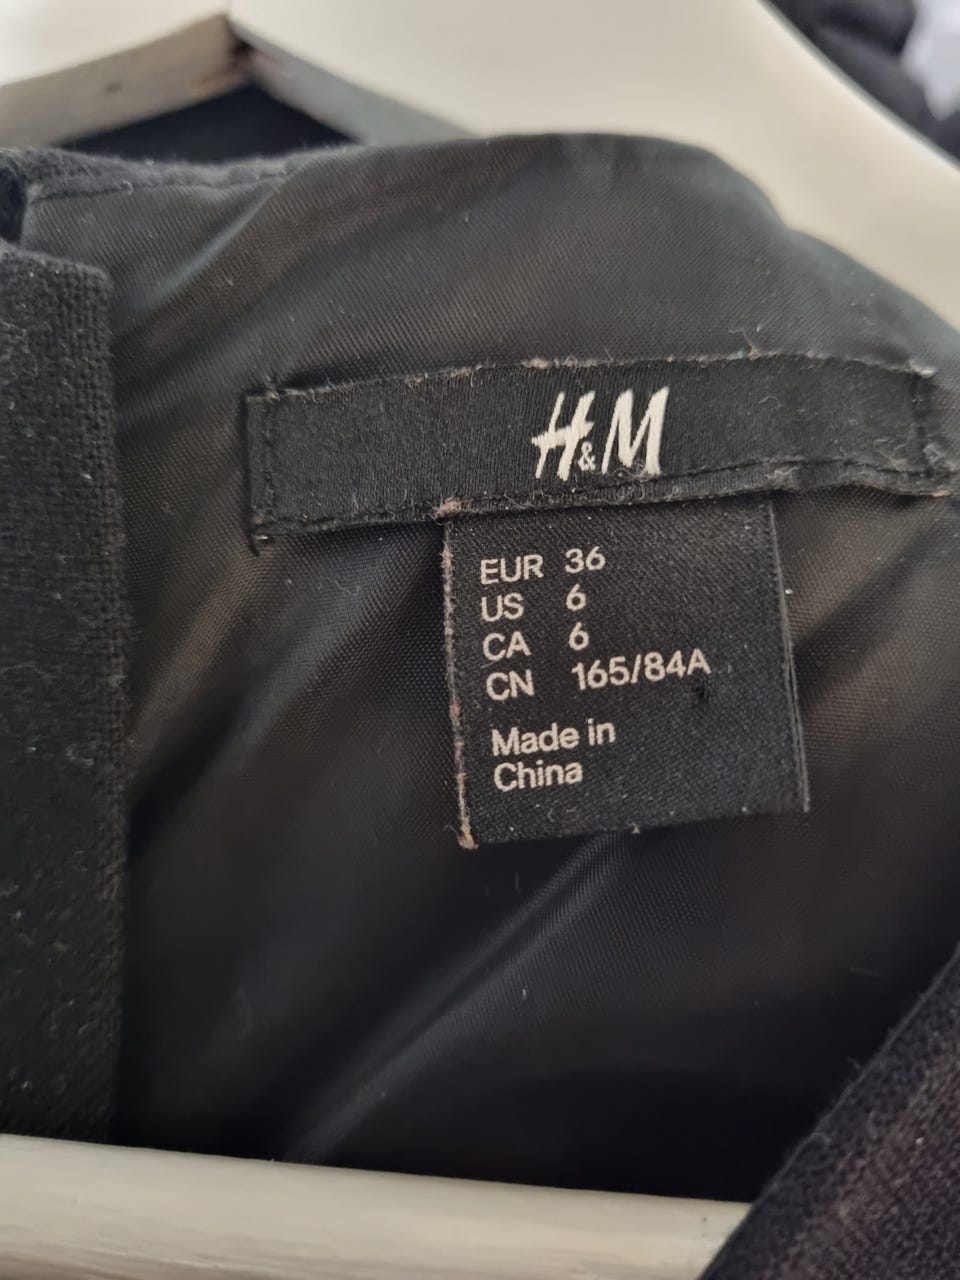 H&M
EUR 36
US 6
CA 6
CN 165/84A
Made in
China